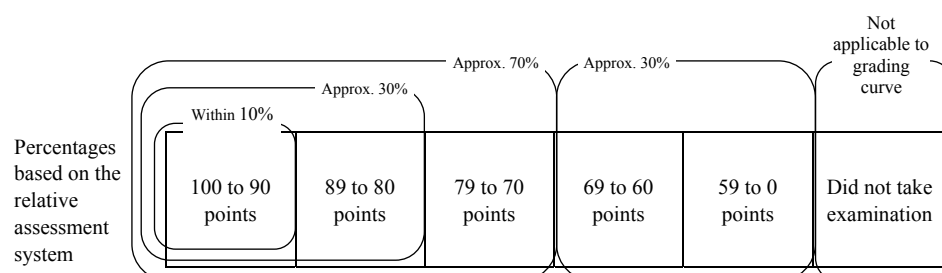 Not
applicable to
grading
curve
Approx. 70%
Approx. 30%
Approx. 30%
Within 10%
Percentages
based on the
relative
assessment
system
100 to 90
points
89 to 80
points
79 to 70
points
69 to 60
points
59 to 0
points
Did not take
examination